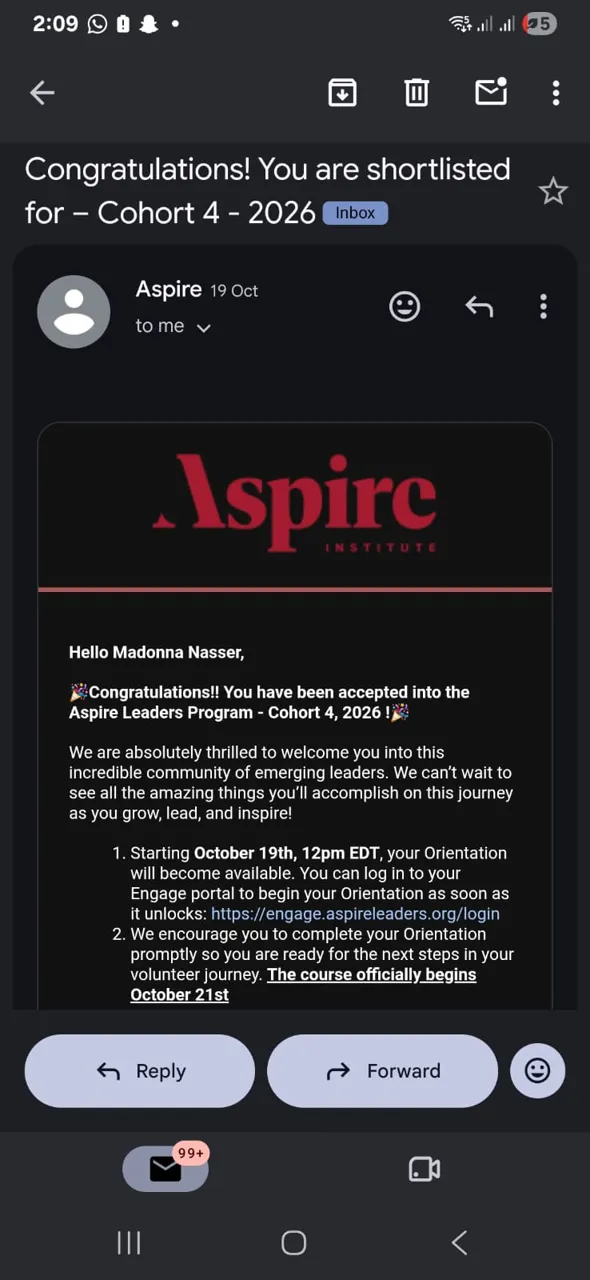 2:09
5
Congratulations! You are shortlisted
for – Cohort 4 - 2026 Inbox
Aspire 19 Oct
to me
Aspire
INSTITUTE
Hello Madonna Nasser,
🎉Congratulations!! You have been accepted into the
Aspire Leaders Program - Cohort 4, 2026 !🎉
We are absolutely thrilled to welcome you into this
incredible community of emerging leaders. We can’t wait to
see all the amazing things you’ll accomplish on this journey
as you grow, lead, and inspire!
1. Starting October 19th, 12pm EDT, your Orientation
will become available. You can log in to your
Engage portal to begin your Orientation as soon as
it unlocks: https://engage.aspireleaders.org/login
2. We encourage you to complete your Orientation
promptly so you are ready for the next steps in your
volunteer journey. The course officially begins
October 21st
Reply
Forward
99+